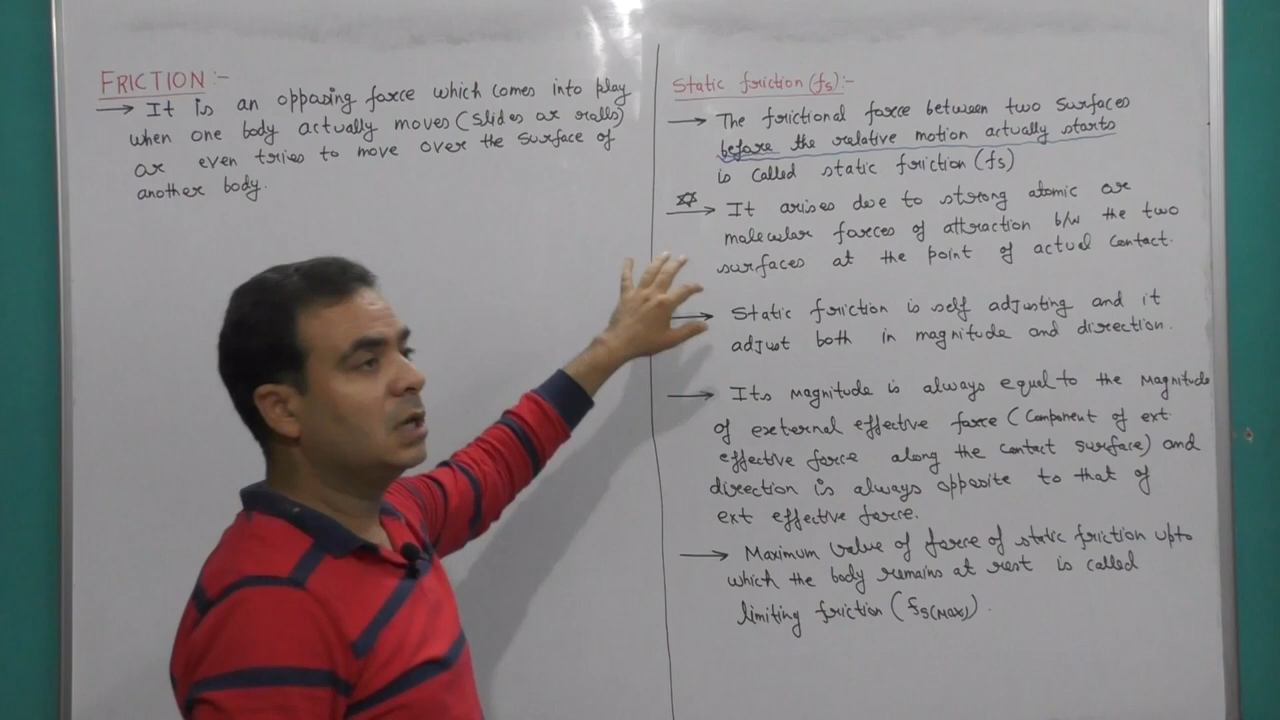 FRICTION :-
→ It is an opposing force which comes into play
when one body actually moves (slides or rolls)
or even tries to move over the surface of
another body.
Static friction (fs):-
→ The frictional force between two surfaces
before the relative motion actually starts
is called static friction (fs)
→ It arises due to strong atomic or
molecular forces of attraction b/w the two
surfaces at the point of actual contact.
→ Static friction is self adjusting and it
adjust both in magnitude and direction.
→ Its magnitude is always equal to the Magnitude
of external effective force (Component of ext
effective force along the contact surface) and
direction is always opposite to that of
ext effective force.
→ Maximum value of force of static friction upto
which the body remains at rest is called
limiting friction (fs(Max)).